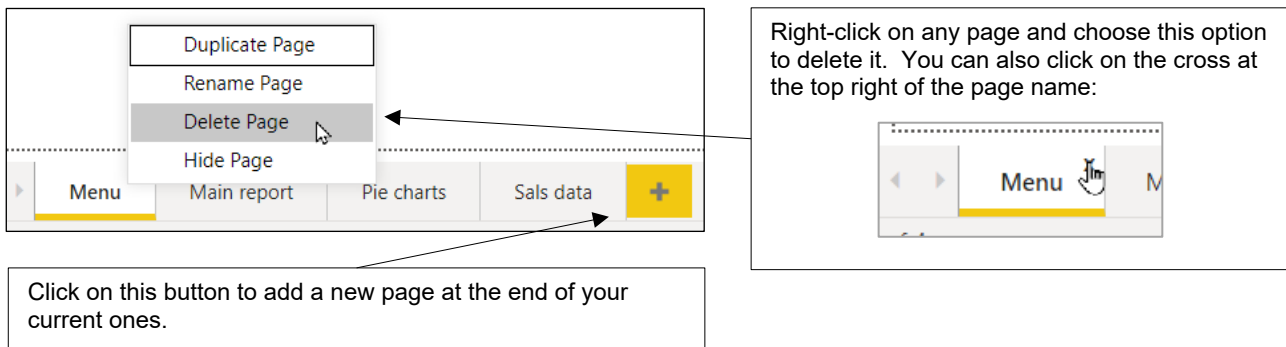 Duplicate Page
Rename Page
Delete Page
Hide Page
Menu Main report Pie charts Sals data +
Right-click on any page and choose this option
to delete it. You can also click on the cross at
the top right of the page name:
Menu M
Click on this button to add a new page at the end of your
current ones.